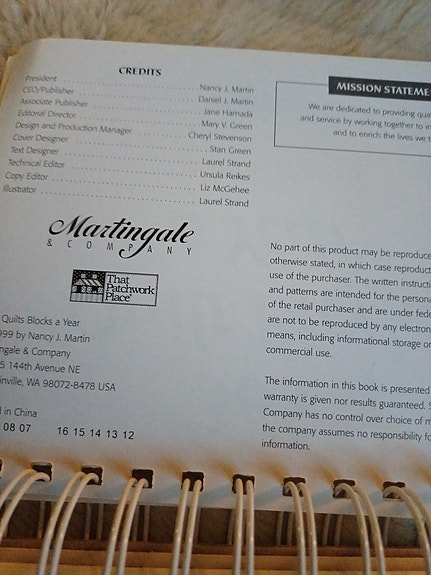 CREDITS
President . . . . . . . . . . . . . . . . . . . . . . . . Nancy J. Martin
CEO/Publisher . . . . . . . . . . . . . . . . . . . . . Daniel J. Martin
Associate Publisher . . . . . . . . . . . . . . . . . . . Jane Hamada
Editorial Director . . . . . . . . . . . . . . . . . . . . Mary V. Green
Design and Production Manager . . . . . . . . Cheryl Stevenson
Cover Designer . . . . . . . . . . . . . . . . . . . . . . Stan Green
Text Designer . . . . . . . . . . . . . . . . . . . . . . Laurel Strand
Technical Editor . . . . . . . . . . . . . . . . . . . . Ursula Reikes
Copy Editor . . . . . . . . . . . . . . . . . . . . . . . Liz McGehee
Illustrator . . . . . . . . . . . . . . . . . . . . . . . . Laurel Strand
Martingale
& COMPANY
That
Patchwork
Place®
Quilts Blocks a Year
999 by Nancy J. Martin
ngale & Company
5 144th Avenue NE
inville, WA 98072-8478 USA
d in China
08 07 16 15 14 13 12
MISSION STATEME
We are dedicated to providing qua
and service by working together to in
and to enrich the lives we t
No part of this product may be reproduce
otherwise stated, in which case reproduct
use of the purchaser. The written instructi
and patterns are intended for the persona
of the retail purchaser and are under fede
are not to be reproduced by any electron
means, including informational storage or
commercial use.
The information in this book is presented
warranty is given nor results guaranteed. S
Company has no control over choice of m
the company assumes no responsibility fo
information.